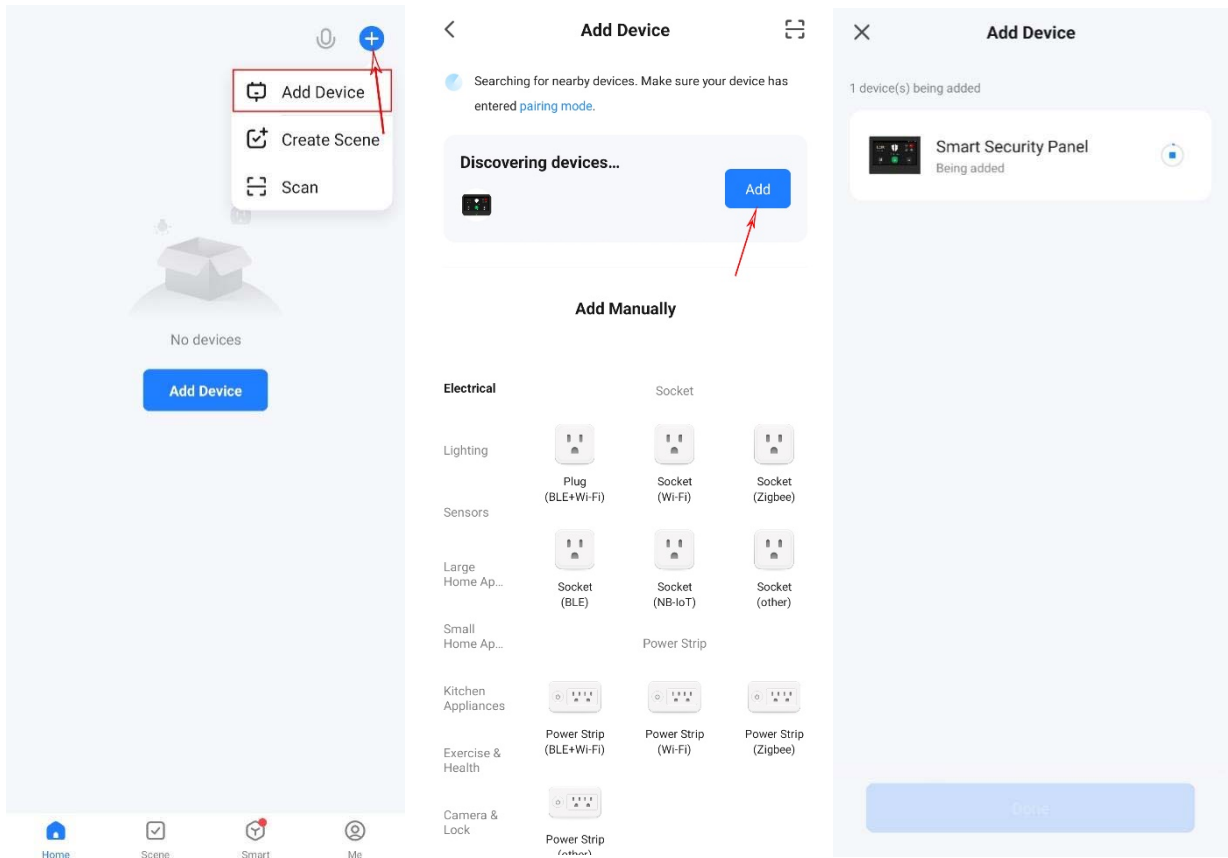 Add Device
Create Scene
Scan
No devices
Add Device
Home
Scene
Smart
Me
Add Device
Searching for nearby devices. Make sure your device has
entered pairing mode.
Discovering devices...
Add
Add Manually
Electrical
Lighting
Sensors
Large
Home Ap...
Small
Home Ap...
Kitchen
Appliances
Exercise &
Health
Camera &
Lock
Socket
Plug
(BLE+Wi-Fi)
Socket
(Wi-Fi)
Socket
(Zigbee)
Socket
(BLE)
Socket
(NB-IoT)
Socket
(other)
Power Strip
Power Strip
(BLE+Wi-Fi)
Power Strip
(Wi-Fi)
Power Strip
(Zigbee)
Power Strip
(other)
Add Device
1 device(s) being added
Smart Security Panel
Being added
Done